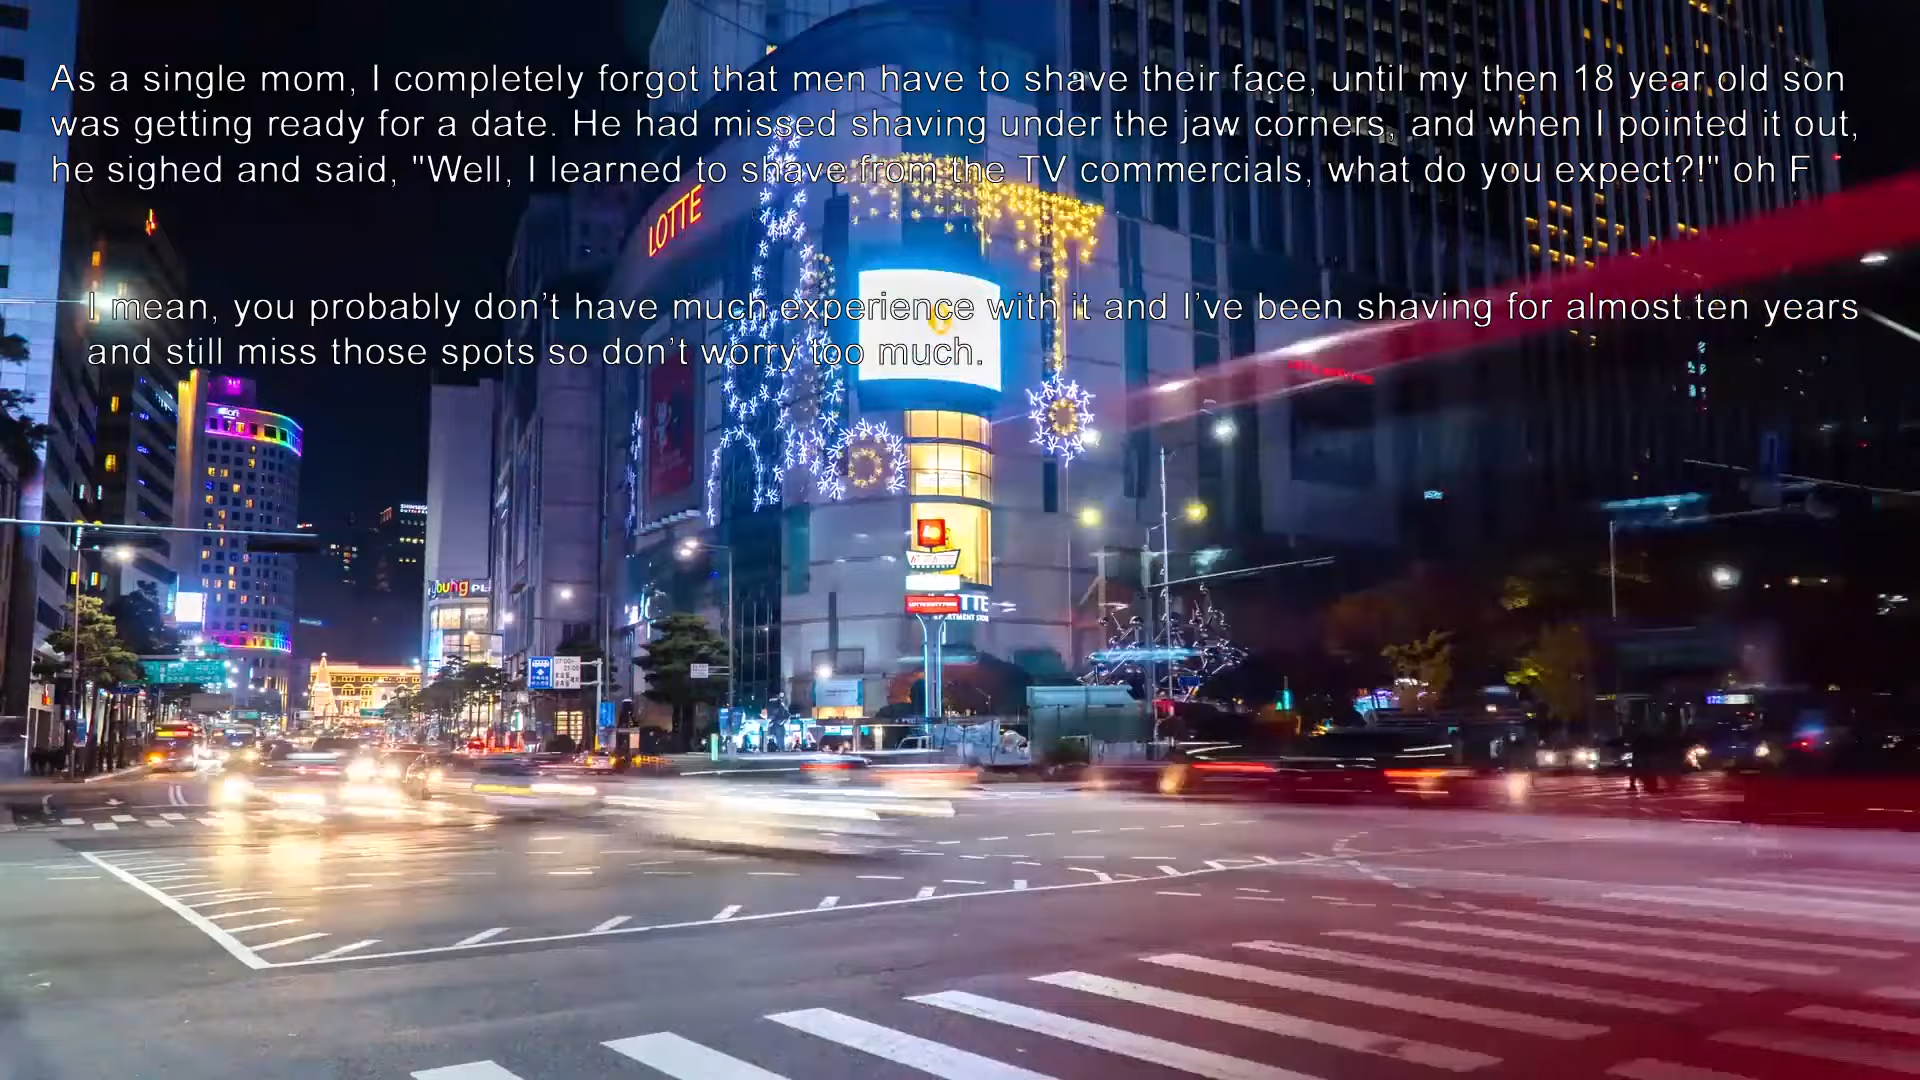 As a single mom, I completely forgot that men have to shave their face, until my then 18 year old son
was getting ready for a date. He had missed shaving under the jaw corners, and when I pointed it out,
he sighed and said, "Well, I learned to shave from the TV commercials, what do you expect?!" oh F
I mean, you probably don’t have much experience with it and I’ve been shaving for almost ten years
and still miss those spots so don’t worry too much.
LOTTE
young PL